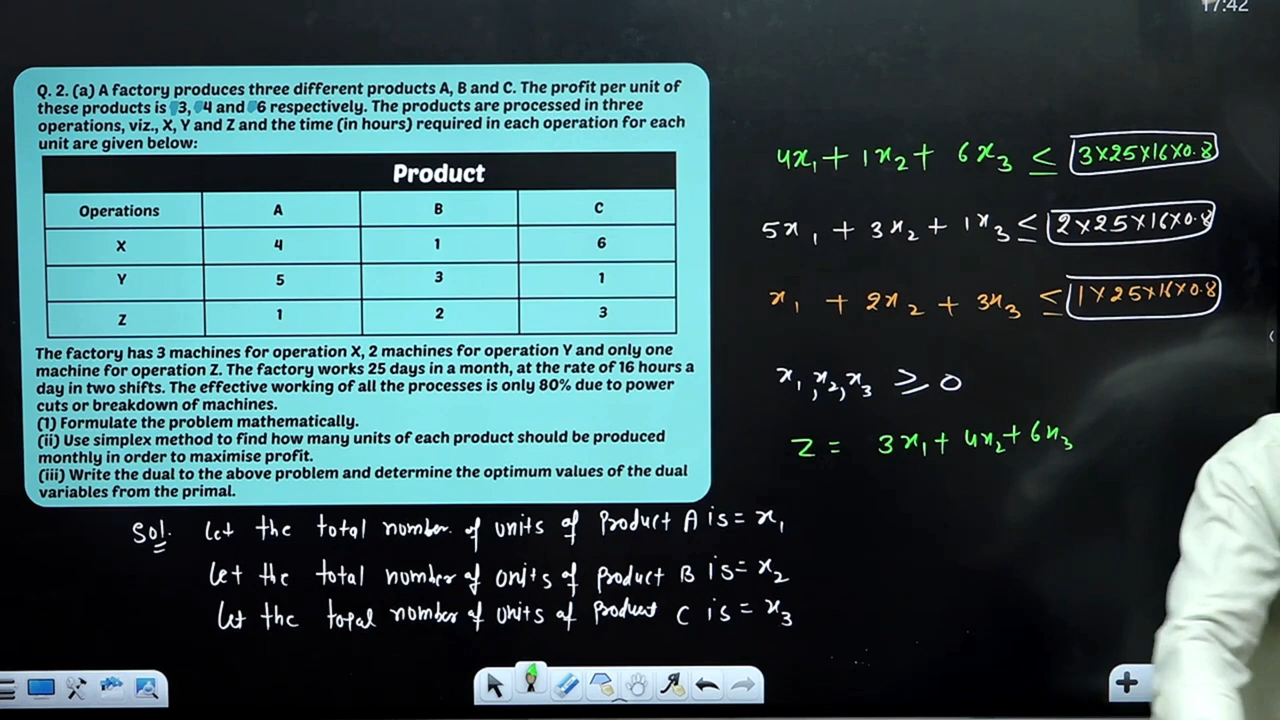 17:42
Q. 2. (a) A factory produces three different products A, B and C. The profit per unit of
these products is 3, 4 and 6 respectively. The products are processed in three
operations, viz., X, Y and Z and the time (in hours) required in each operation for each
unit are given below:
Product
Operations A B C
X 4 1 6
Y 5 3 1
Z 1 2 3
The factory has 3 machines for operation X, 2 machines for operation Y and only one
machine for operation Z. The factory works 25 days in a month, at the rate of 16 hours a
day in two shifts. The effective working of all the processes is only 80% due to power
cuts or breakdown of machines.
(1) Formulate the problem mathematically.
(ii) Use simplex method to find how many units of each product should be produced
monthly in order to maximise profit.
(iii) Write the dual to the above problem and determine the optimum values of the dual
variables from the primal.
Sol. Let the total number of units of Product A is = x₁
Let the total number of units of Product B is = x₂
Let the total number of units of Product C is = x₃
4x₁ + 1x₂ + 6x₃ ≤ 3×25×16×0.8
5x₁ + 3x₂ + 1x₃ ≤ 2×25×16×0.8
x₁ + 2x₂ + 3x₃ ≤ 1×25×16×0.8
x₁, x₂, x₃ ≥ 0
Z = 3x₁ + 4x₂ + 6x₃